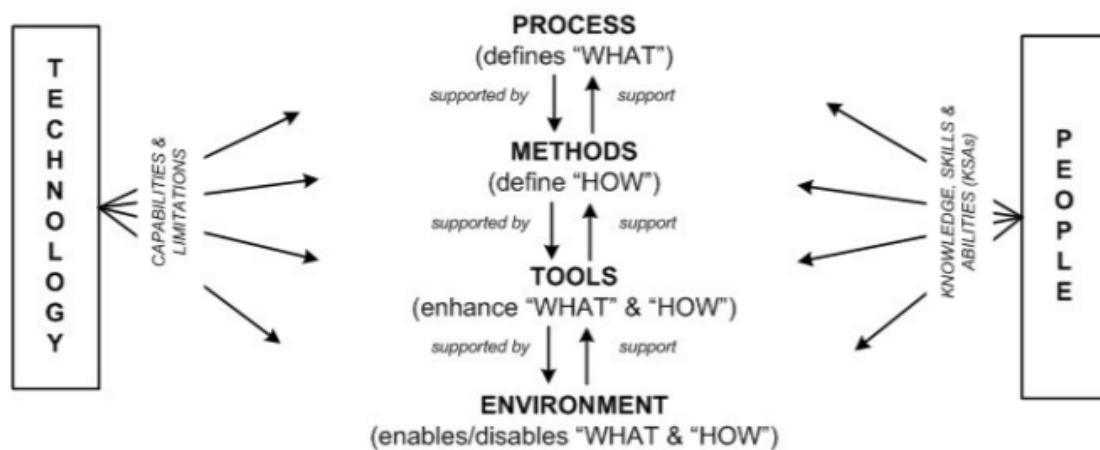 TECHNOLOGY
CAPABILITIES &
LIMITATIONS
PROCESS
(defines “WHAT”)
supported by
support
METHODS
(define “HOW”)
supported by
support
TOOLS
(enhance “WHAT” & “HOW”)
supported by
support
ENVIRONMENT
(enables/disables “WHAT & “HOW”)
KNOWLEDGE, SKILLS &
ABILITIES (KSAs)
PEOPLE